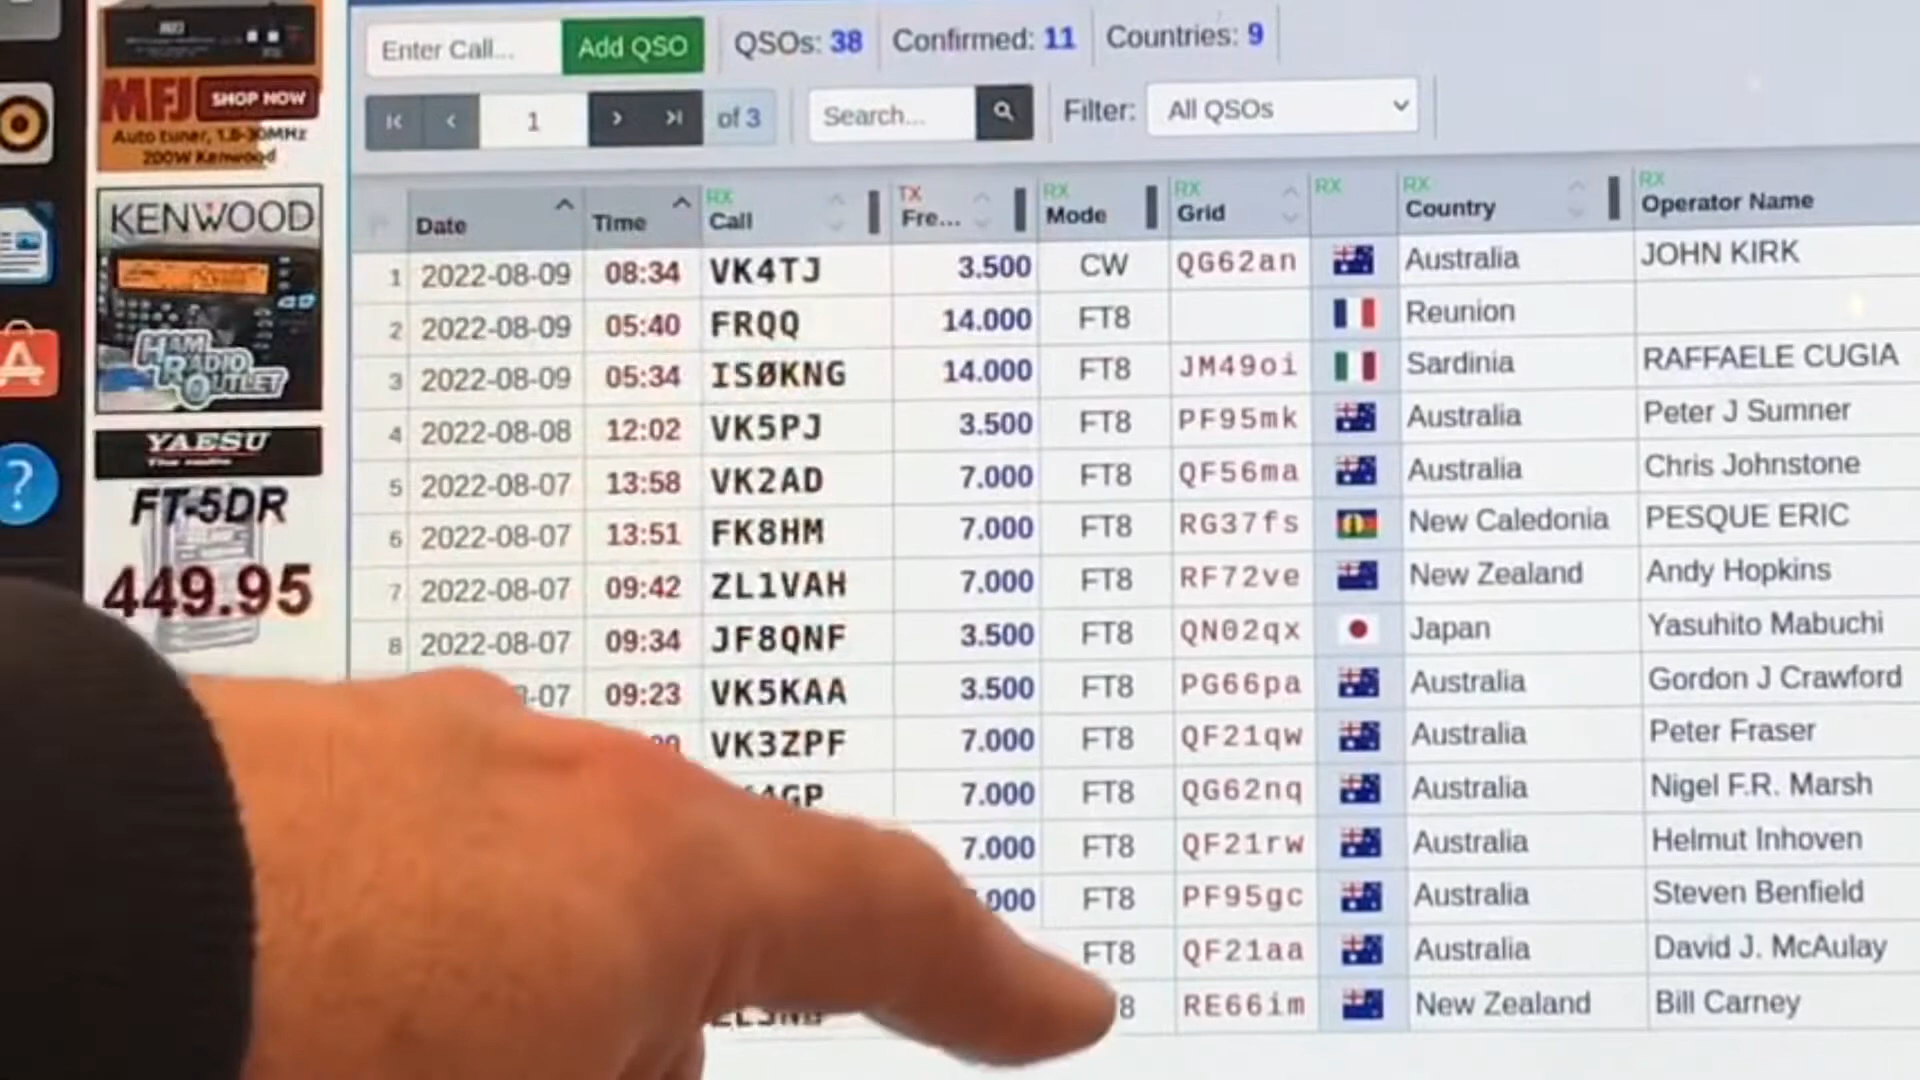 Enter Call... Add QSO QSOs: 38 Confirmed: 11 Countries: 9
1 of 3 Search... Filter: All QSOs
MFJ SHOP NOW
Auto tuner, 1.8-30MHz
200W Kenwood
KENWOOD
HAM
RADIO
OUTLET
YAESU
The radio
FT-5DR
449.95
RX TX RX RX RX RX RX
Date Time Call Fre... Mode Grid Country Operator Name
1 2022-08-09 08:34 VK4TJ 3.500 CW QG62an Australia JOHN KIRK
2 2022-08-09 05:40 FRQQ 14.000 FT8 Reunion
3 2022-08-09 05:34 ISØKNG 14.000 FT8 JM49oi Sardinia RAFFAELE CUGIA
4 2022-08-08 12:02 VK5PJ 3.500 FT8 PF95mk Australia Peter J Sumner
5 2022-08-07 13:58 VK2AD 7.000 FT8 QF56ma Australia Chris Johnstone
6 2022-08-07 13:51 FK8HM 7.000 FT8 RG37fs New Caledonia PESQUE ERIC
7 2022-08-07 09:42 ZL1VAH 7.000 FT8 RF72ve New Zealand Andy Hopkins
8 2022-08-07 09:34 JF8QNF 3.500 FT8 QN02qx Japan Yasuhito Mabuchi
-07 09:23 VK5KAA 3.500 FT8 PG66pa Australia Gordon J Crawford
VK3ZPF 7.000 FT8 QF21qw Australia Peter Fraser
4GP 7.000 FT8 QG62nq Australia Nigel F.R. Marsh
7.000 FT8 QF21rw Australia Helmut Inhoven
.000 FT8 PF95gc Australia Steven Benfield
FT8 QF21aa Australia David J. McAulay
8 RE66im New Zealand Bill Carney